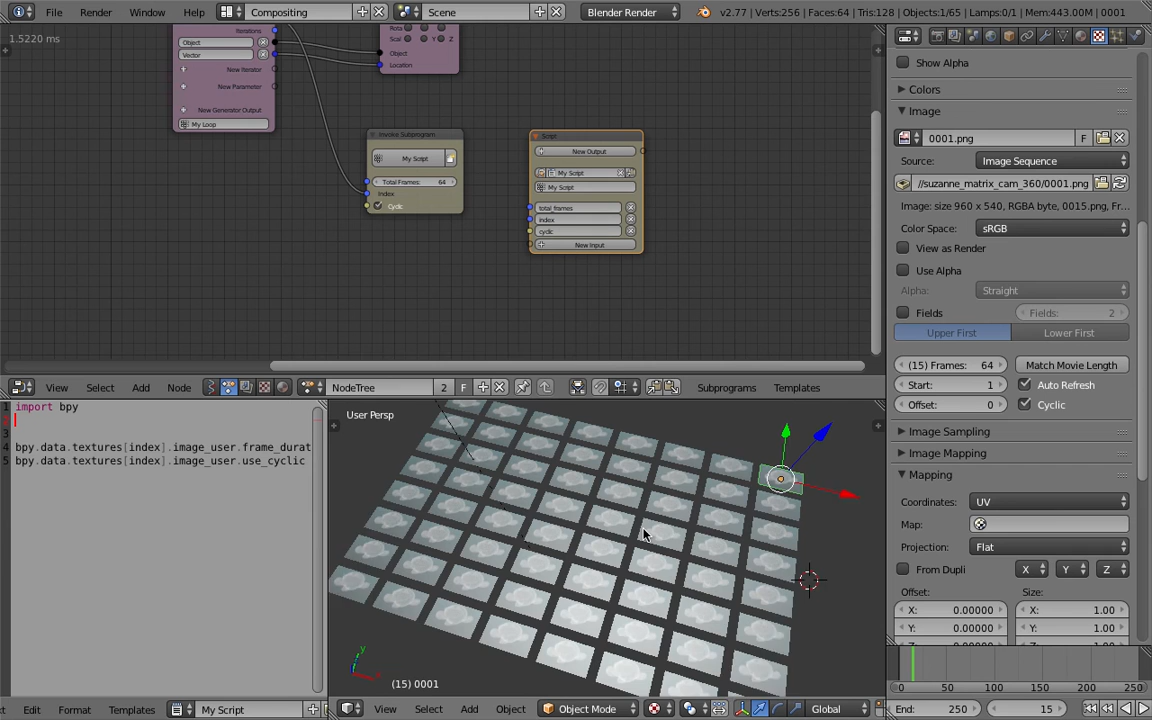 File Render Window Help Compositing Scene Blender Render v2.77 | Verts:256 | Faces:64 | Tris:128 | Objects:1/65 | Lamps:0/1 | Mem:443.00M | 0001
1.5220 ms
Iterations
Object
Vector
New Iterator
New Parameter
New Generator Output
My Loop
Rota
Scal X Y Z
Object
Location
Invoke Subprogram
My Script
Total Frames: 64
Index
Cyclic
Script
New Output
My Script
My Script
total_frames
index
cyclic
New Input
View Select Add Node NodeTree 2 F Subprograms Templates
1 import bpy
2
3
4 bpy.data.textures[index].image_user.frame_durat
5 bpy.data.textures[index].image_user.use_cyclic
Edit Format Templates My Script
User Persp
(15) 0001
View Select Add Object Object Mode Global
Show Alpha
Colors
Image
0001.png F
Source: Image Sequence
//suzanne_matrix_cam_360/0001.png
Image: size 960 x 540, RGBA byte, 0015.png, Fr...
Color Space: sRGB
View as Render
Use Alpha
Alpha: Straight
Fields Fields: 2
Upper First Lower First
(15) Frames: 64 Match Movie Length
Start: 1 Auto Refresh
Offset: 0 Cyclic
Image Sampling
Image Mapping
Mapping
Coordinates: UV
Map:
Projection: Flat
From Dupli X Y Z
Offset: Size:
X: 0.00000 X: 1.00
Y: 0.00000 Y: 1.00
0 50 100 150 200 250
End: 250 15